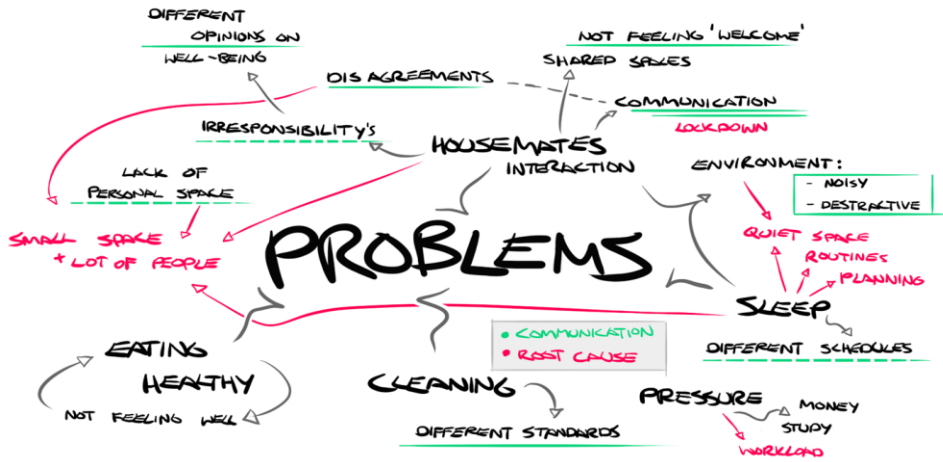 DIFFERENT
OPINIONS ON
WELL-BEING
NOT FEELING 'WELCOME'
SHARED SPACES
DISAGREEMENTS
COMMUNICATION
LOCKDOWN
IRRESPONSIBILITY'S
HOUSEMATES
INTERACTION
ENVIRONMENT:
- NOISY
- DESTRACTIVE
LACK OF
PERSONAL SPACE
SMALL SPACE
+ LOT OF PEOPLE
PROBLEMS
QUIET SPACE
ROUTINES
PLANNING
SLEEP
DIFFERENT SCHEDULES
• COMMUNICATION
• ROOT CAUSE
EATING
HEALTHY
NOT FEELING WELL
CLEANING
DIFFERENT STANDARDS
PRESSURE
MONEY
STUDY
WORKLOAD